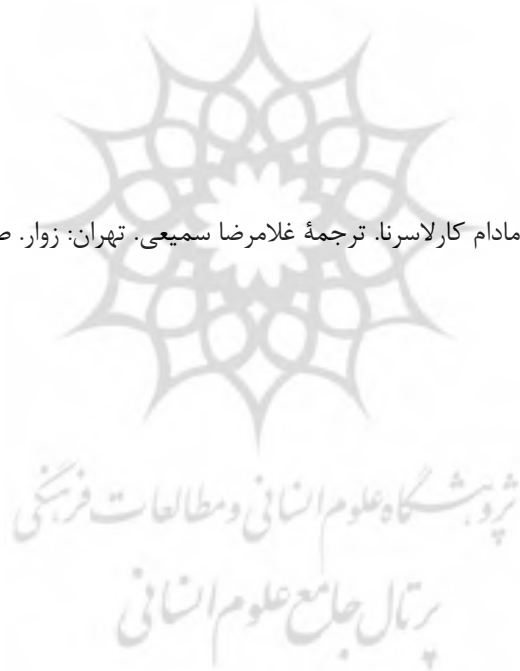 مادام کارلاسرنا. ترجمهٔ غلامرضا سمیعی. تهران: زوار. ص
پژوهشگاه علوم انسانی و مطالعات فرهنگی
پرتال جامع علوم انسانی